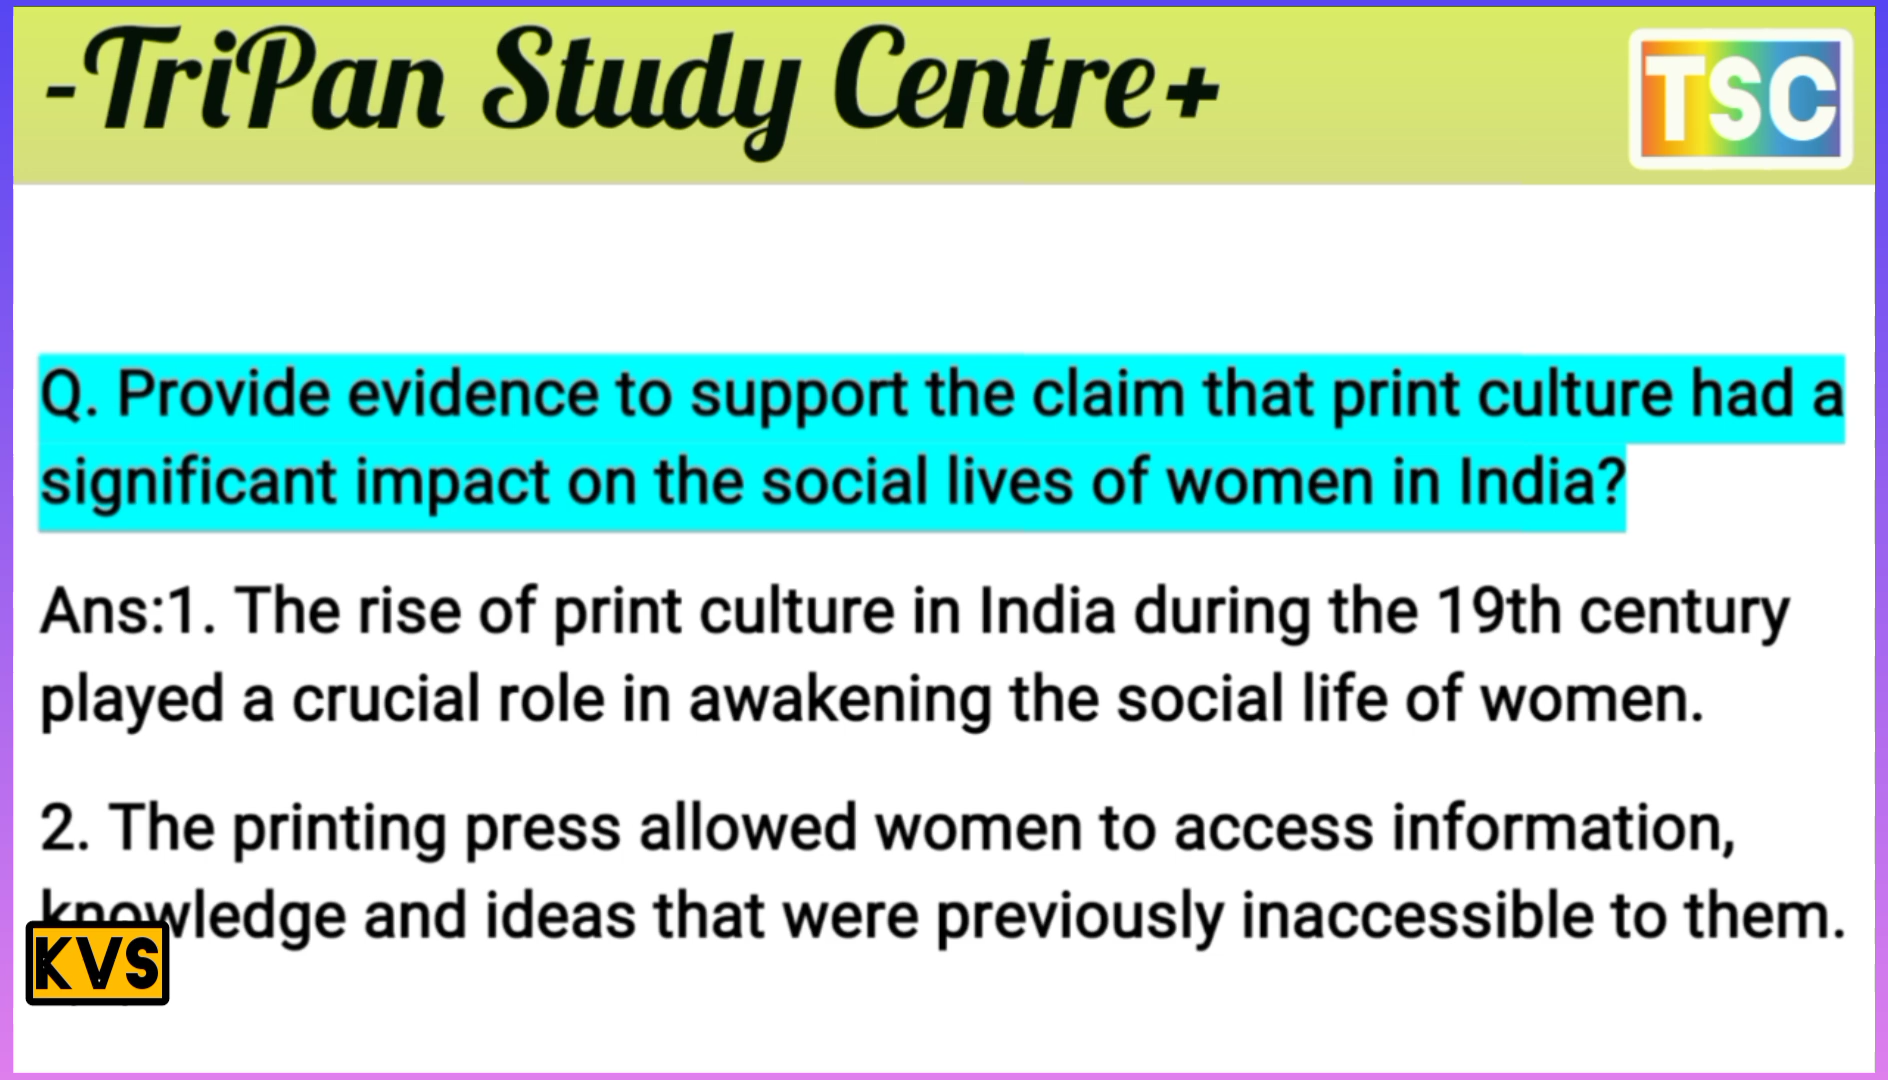 -TriPan Study Centre+
TSC
Q. Provide evidence to support the claim that print culture had a
significant impact on the social lives of women in India?
Ans:1. The rise of print culture in India during the 19th century
played a crucial role in awakening the social life of women.
2. The printing press allowed women to access information,
knowledge and ideas that were previously inaccessible to them.
KVS